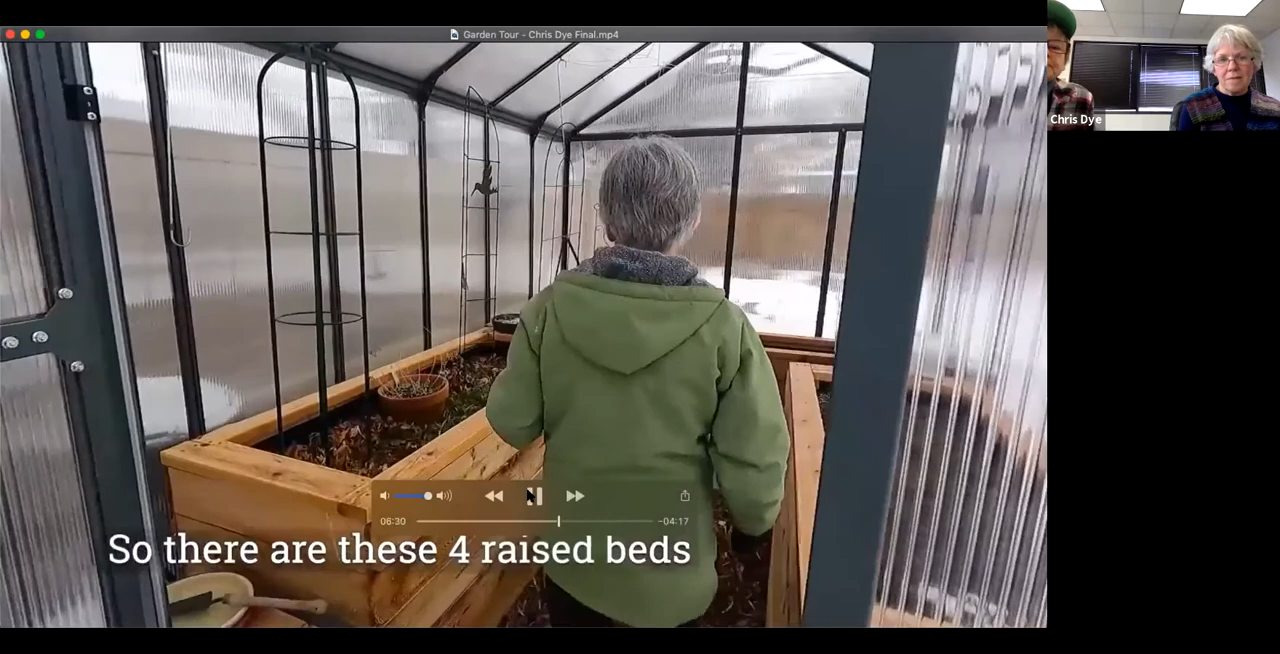 Garden Tour - Chris Dye Final.mp4
Chris Dye
06:30
-04:17
So there are these 4 raised beds